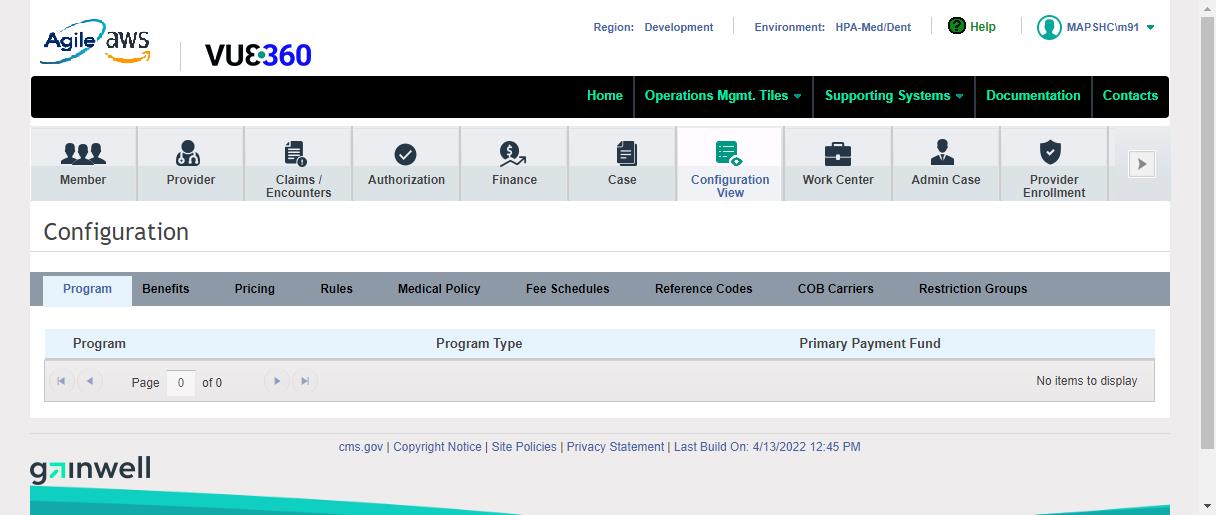 Region: Development Environment: HPA-Med/Dent Help MAPSHC\m91
Agile aws
VUE360
Home Operations Mgmt. Tiles Supporting Systems Documentation Contacts
Member Provider Claims / Encounters Authorization Finance Case Configuration View Work Center Admin Case Provider Enrollment
Configuration
Program Benefits Pricing Rules Medical Policy Fee Schedules Reference Codes COB Carriers Restriction Groups
Program Program Type Primary Payment Fund
Page 0 of 0 No items to display
cms.gov | Copyright Notice | Site Policies | Privacy Statement | Last Build On: 4/13/2022 12:45 PM
gainwell